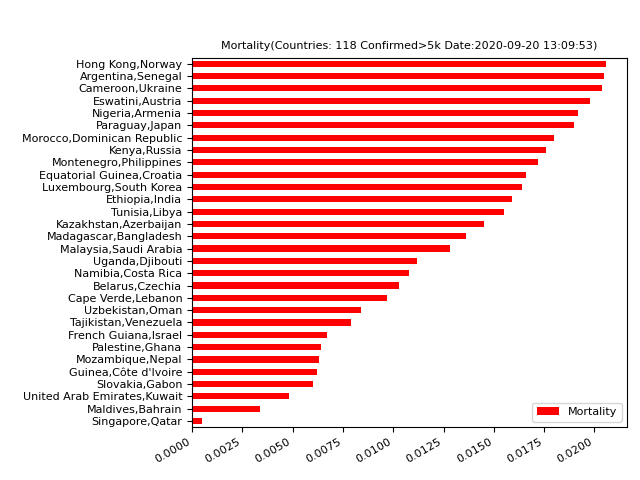 Mortality(Countries: 118 Confirmed>5k Date:2020-09-20 13:09:53)
Hong Kong,Norway
Argentina,Senegal
Cameroon,Ukraine
Eswatini,Austria
Nigeria,Armenia
Paraguay,Japan
Morocco,Dominican Republic
Kenya,Russia
Montenegro,Philippines
Equatorial Guinea,Croatia
Luxembourg,South Korea
Ethiopia,India
Tunisia,Libya
Kazakhstan,Azerbaijan
Madagascar,Bangladesh
Malaysia,Saudi Arabia
Uganda,Djibouti
Namibia,Costa Rica
Belarus,Czechia
Cape Verde,Lebanon
Uzbekistan,Oman
Tajikistan,Venezuela
French Guiana,Israel
Palestine,Ghana
Mozambique,Nepal
Guinea,Côte d'Ivoire
Slovakia,Gabon
United Arab Emirates,Kuwait
Maldives,Bahrain
Singapore,Qatar
Mortality
0.0000 0.0025 0.0050 0.0075 0.0100 0.0125 0.0150 0.0175 0.0200